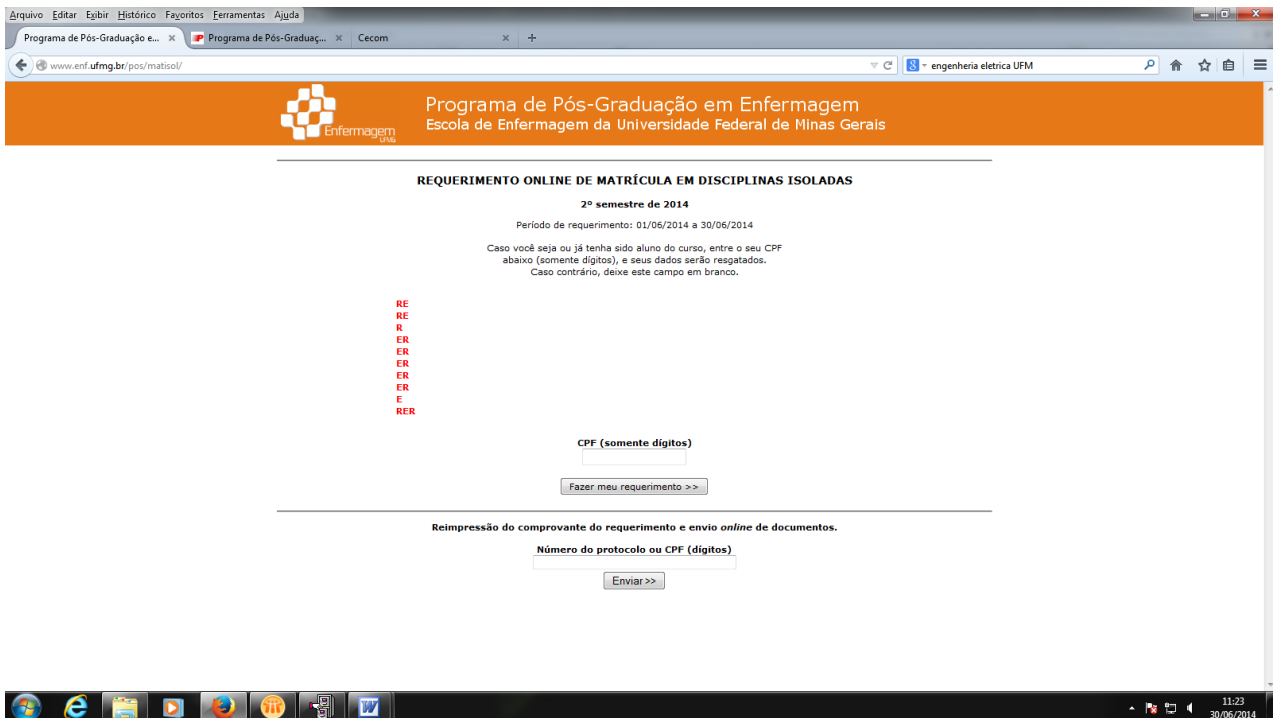 Arquivo Editar Exibir Histórico Favoritos Ferramentas Ajuda
Programa de Pós-Graduação e... Programa de Pós-Graduaç... Cecom
www.enf.ufmg.br/pos/matisol/ engenheria eletrica UFM
Programa de Pós-Graduação em Enfermagem
Escola de Enfermagem da Universidade Federal de Minas Gerais
Enfermagem
UFMG
REQUERIMENTO ONLINE DE MATRÍCULA EM DISCIPLINAS ISOLADAS
2º semestre de 2014
Período de requerimento: 01/06/2014 a 30/06/2014
Caso você seja ou já tenha sido aluno do curso, entre o seu CPF
abaixo (somente dígitos), e seus dados serão resgatados.
Caso contrário, deixe este campo em branco.
RE
RE
R
ER
ER
ER
ER
ER
E
RER
CPF (somente dígitos)
Fazer meu requerimento >>
Reimpressão do comprovante do requerimento e envio online de documentos.
Número do protocolo ou CPF (dígitos)
Enviar >>
11:23
30/06/2014